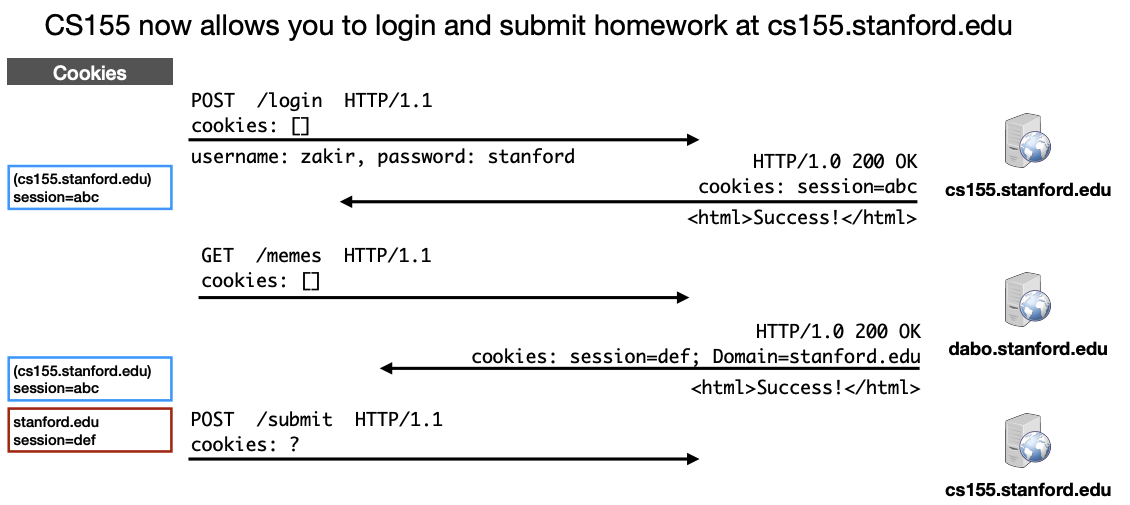 CS155 now allows you to login and submit homework at cs155.stanford.edu
Cookies
POST /login HTTP/1.1
cookies: []
username: zakir, password: stanford
HTTP/1.0 200 OK
cookies: session=abc
<html>Success!</html>
cs155.stanford.edu
(cs155.stanford.edu)
session=abc
GET /memes HTTP/1.1
cookies: []
HTTP/1.0 200 OK
cookies: session=def; Domain=stanford.edu
<html>Success!</html>
dabo.stanford.edu
(cs155.stanford.edu)
session=abc
stanford.edu
session=def
POST /submit HTTP/1.1
cookies: ?
cs155.stanford.edu